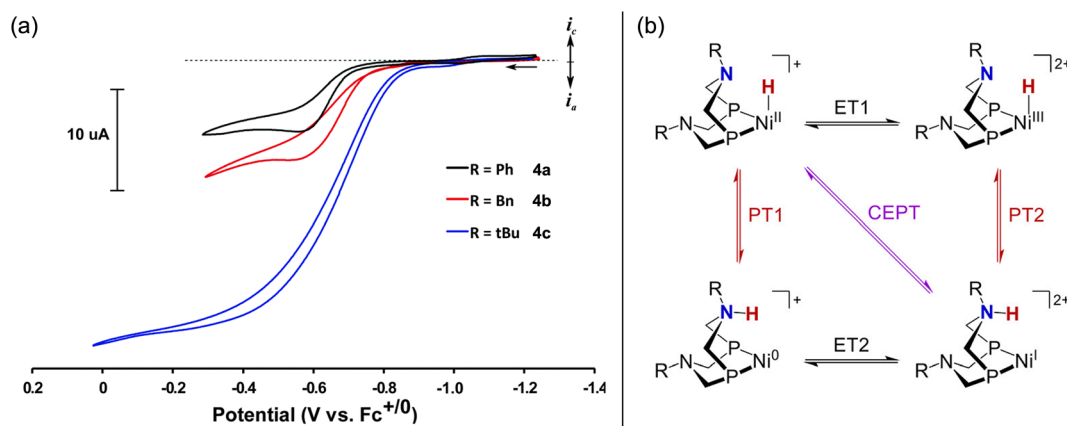 (a)
i_c
i_a
10 uA
R = Ph 4a
R = Bn 4b
R = tBu 4c
0.2 0 -0.2 -0.4 -0.6 -0.8 -1.0 -1.2 -1.4
Potential (V vs. Fc^+/0)
(b)
R N R N P P Ni^II H +
ET1
R N R N P P Ni^III H 2+
PT1
CEPT
PT2
R N H R N P P Ni^0 +
ET2
R N H R N P P Ni^I 2+